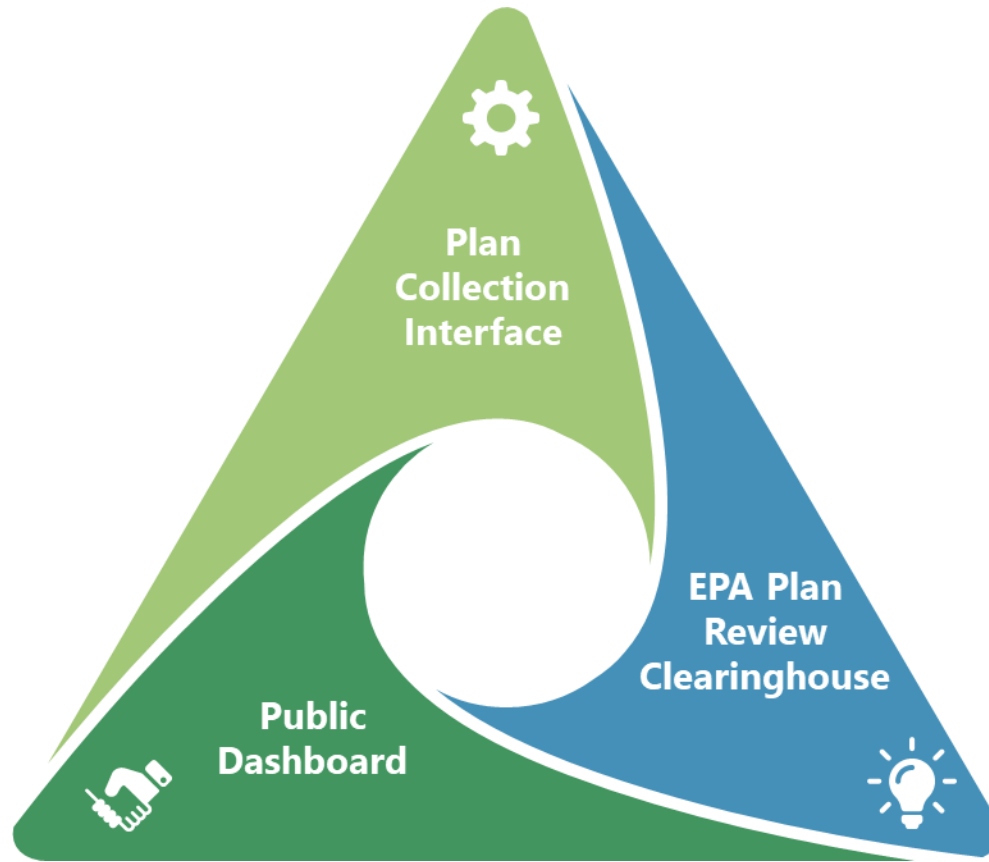 Plan
Collection
Interface
EPA Plan
Review
Clearinghouse
Public
Dashboard